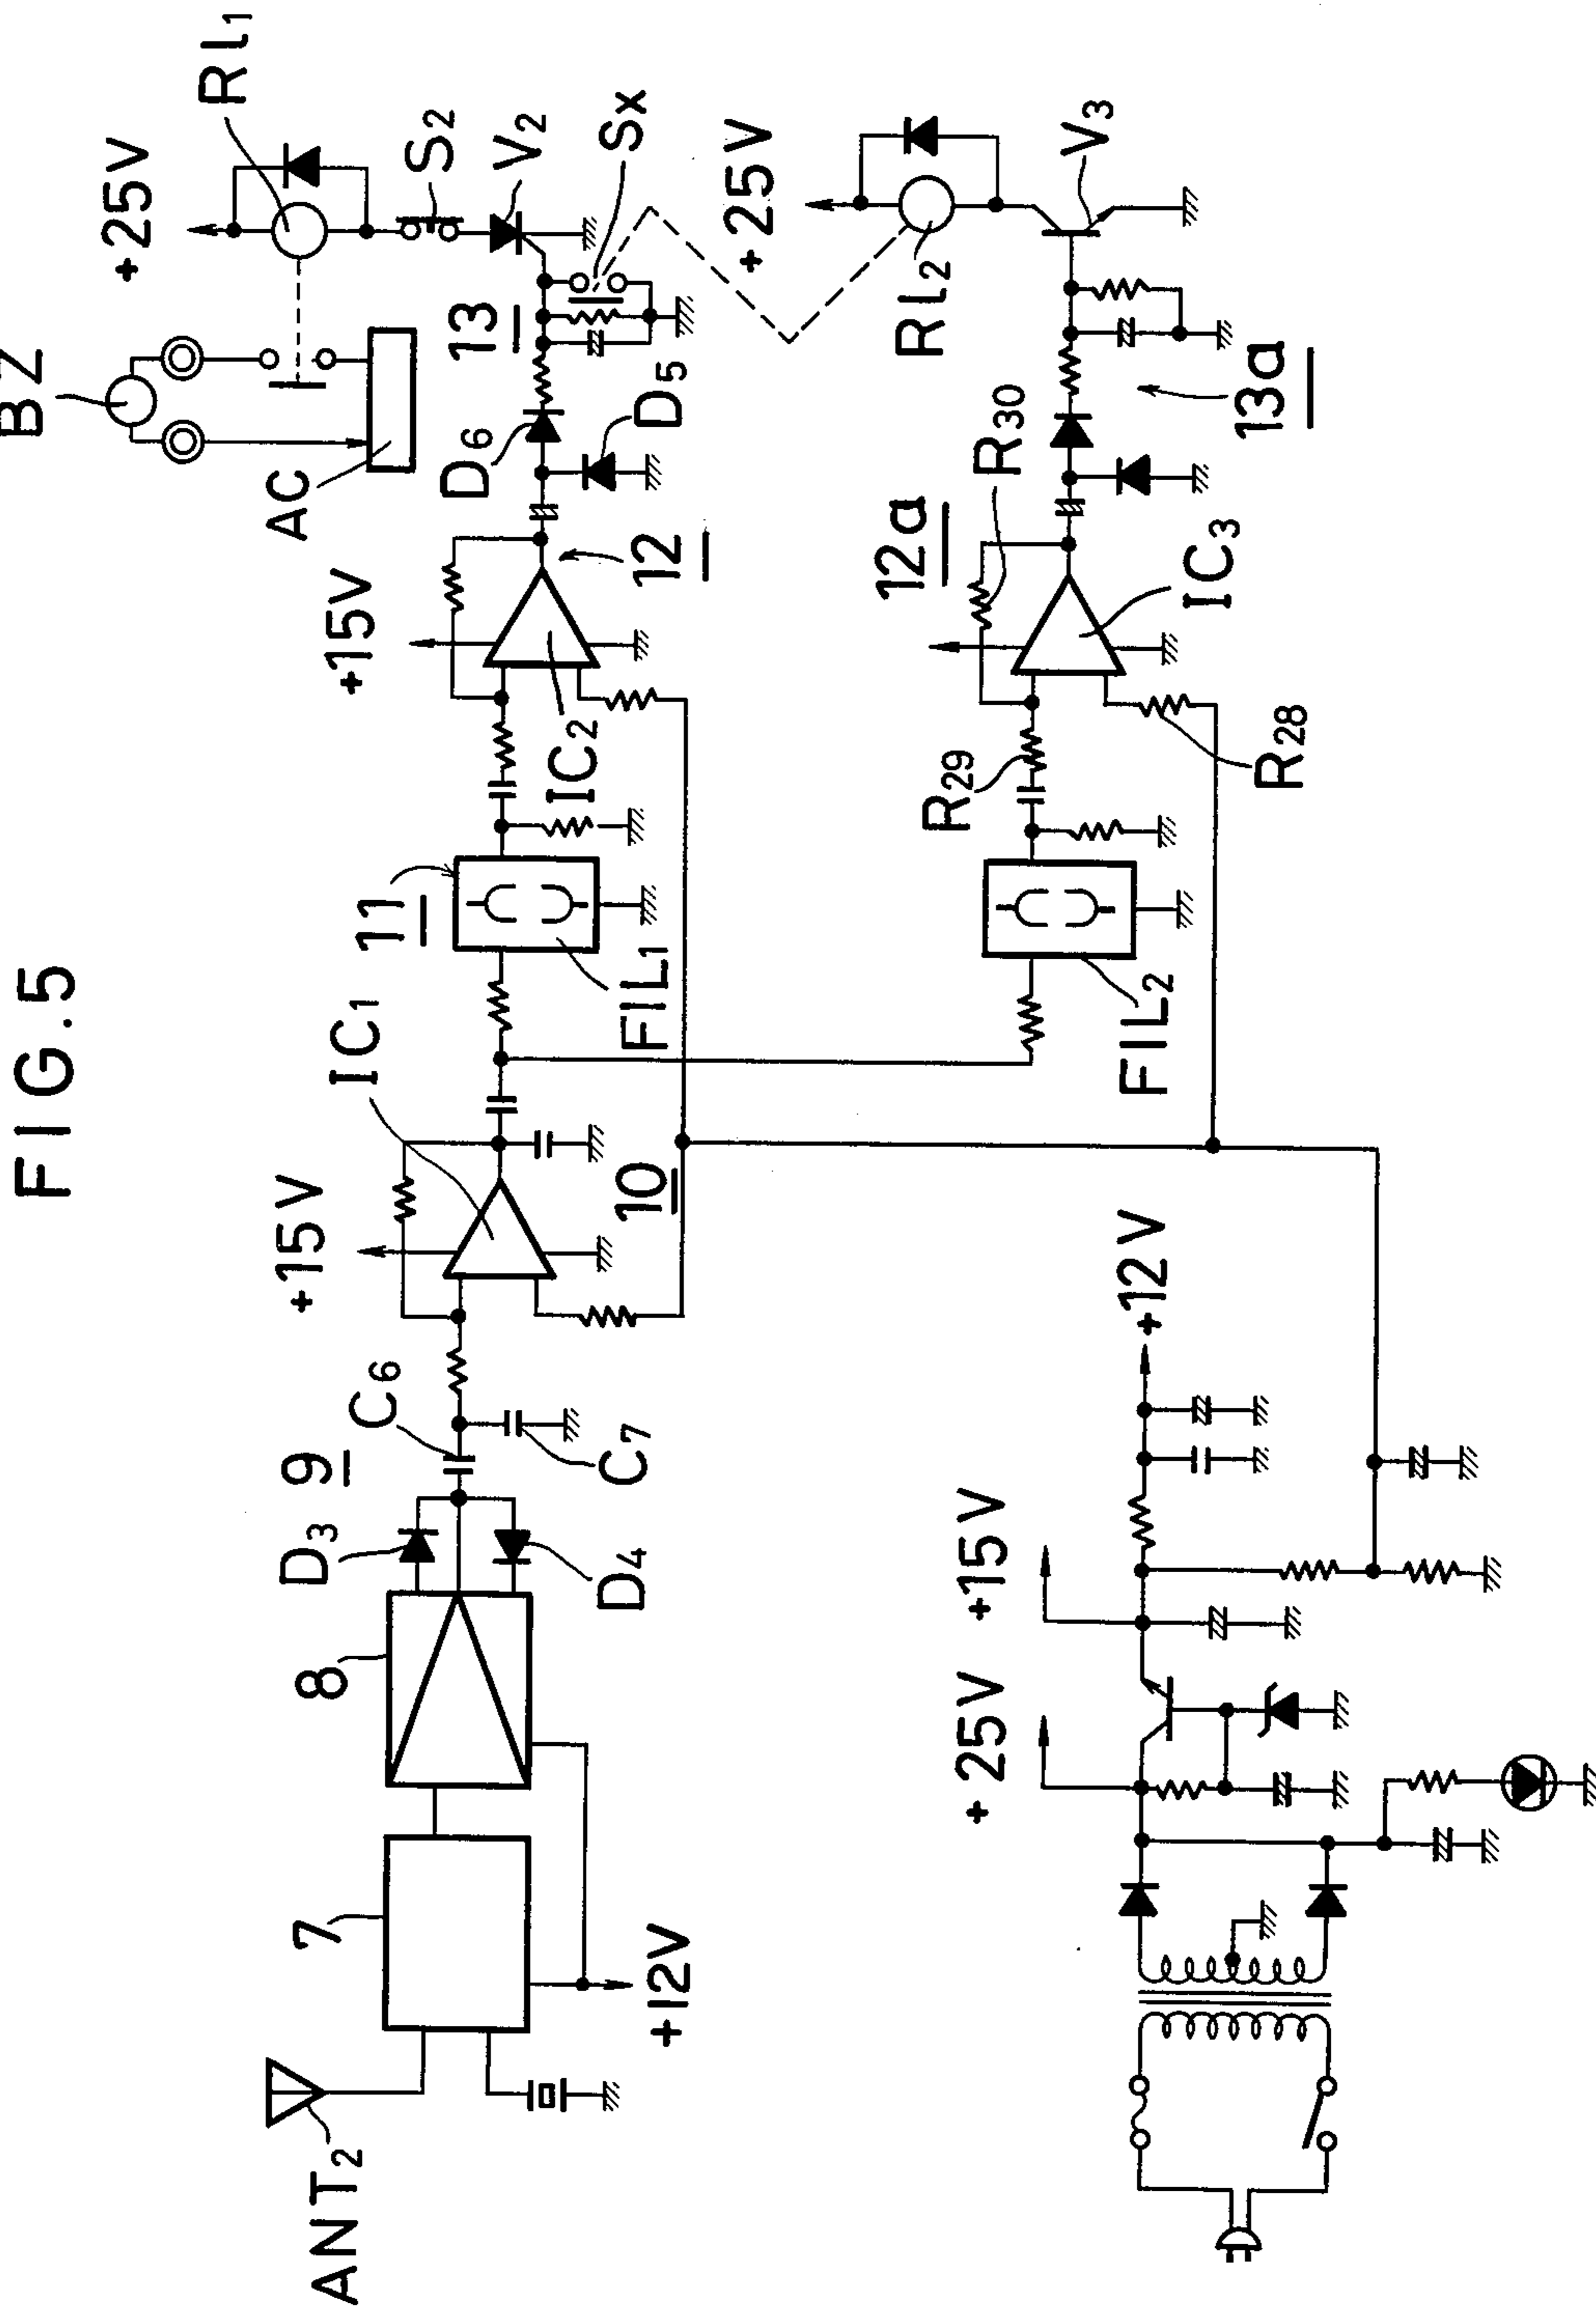 FIG.5
BZ
+25V
Rl1
AC
S2
V2
Sx
13
D6
D5
+15V
12
IC2
11
FIL1
IC1
+15V
10
C6
9
C7
D3
D4
8
7
+12V
ANT2
+25V
Rl2
V3
13a
R30
12a
IC3
R29
R28
FIL2
+12V
+15V
+25V